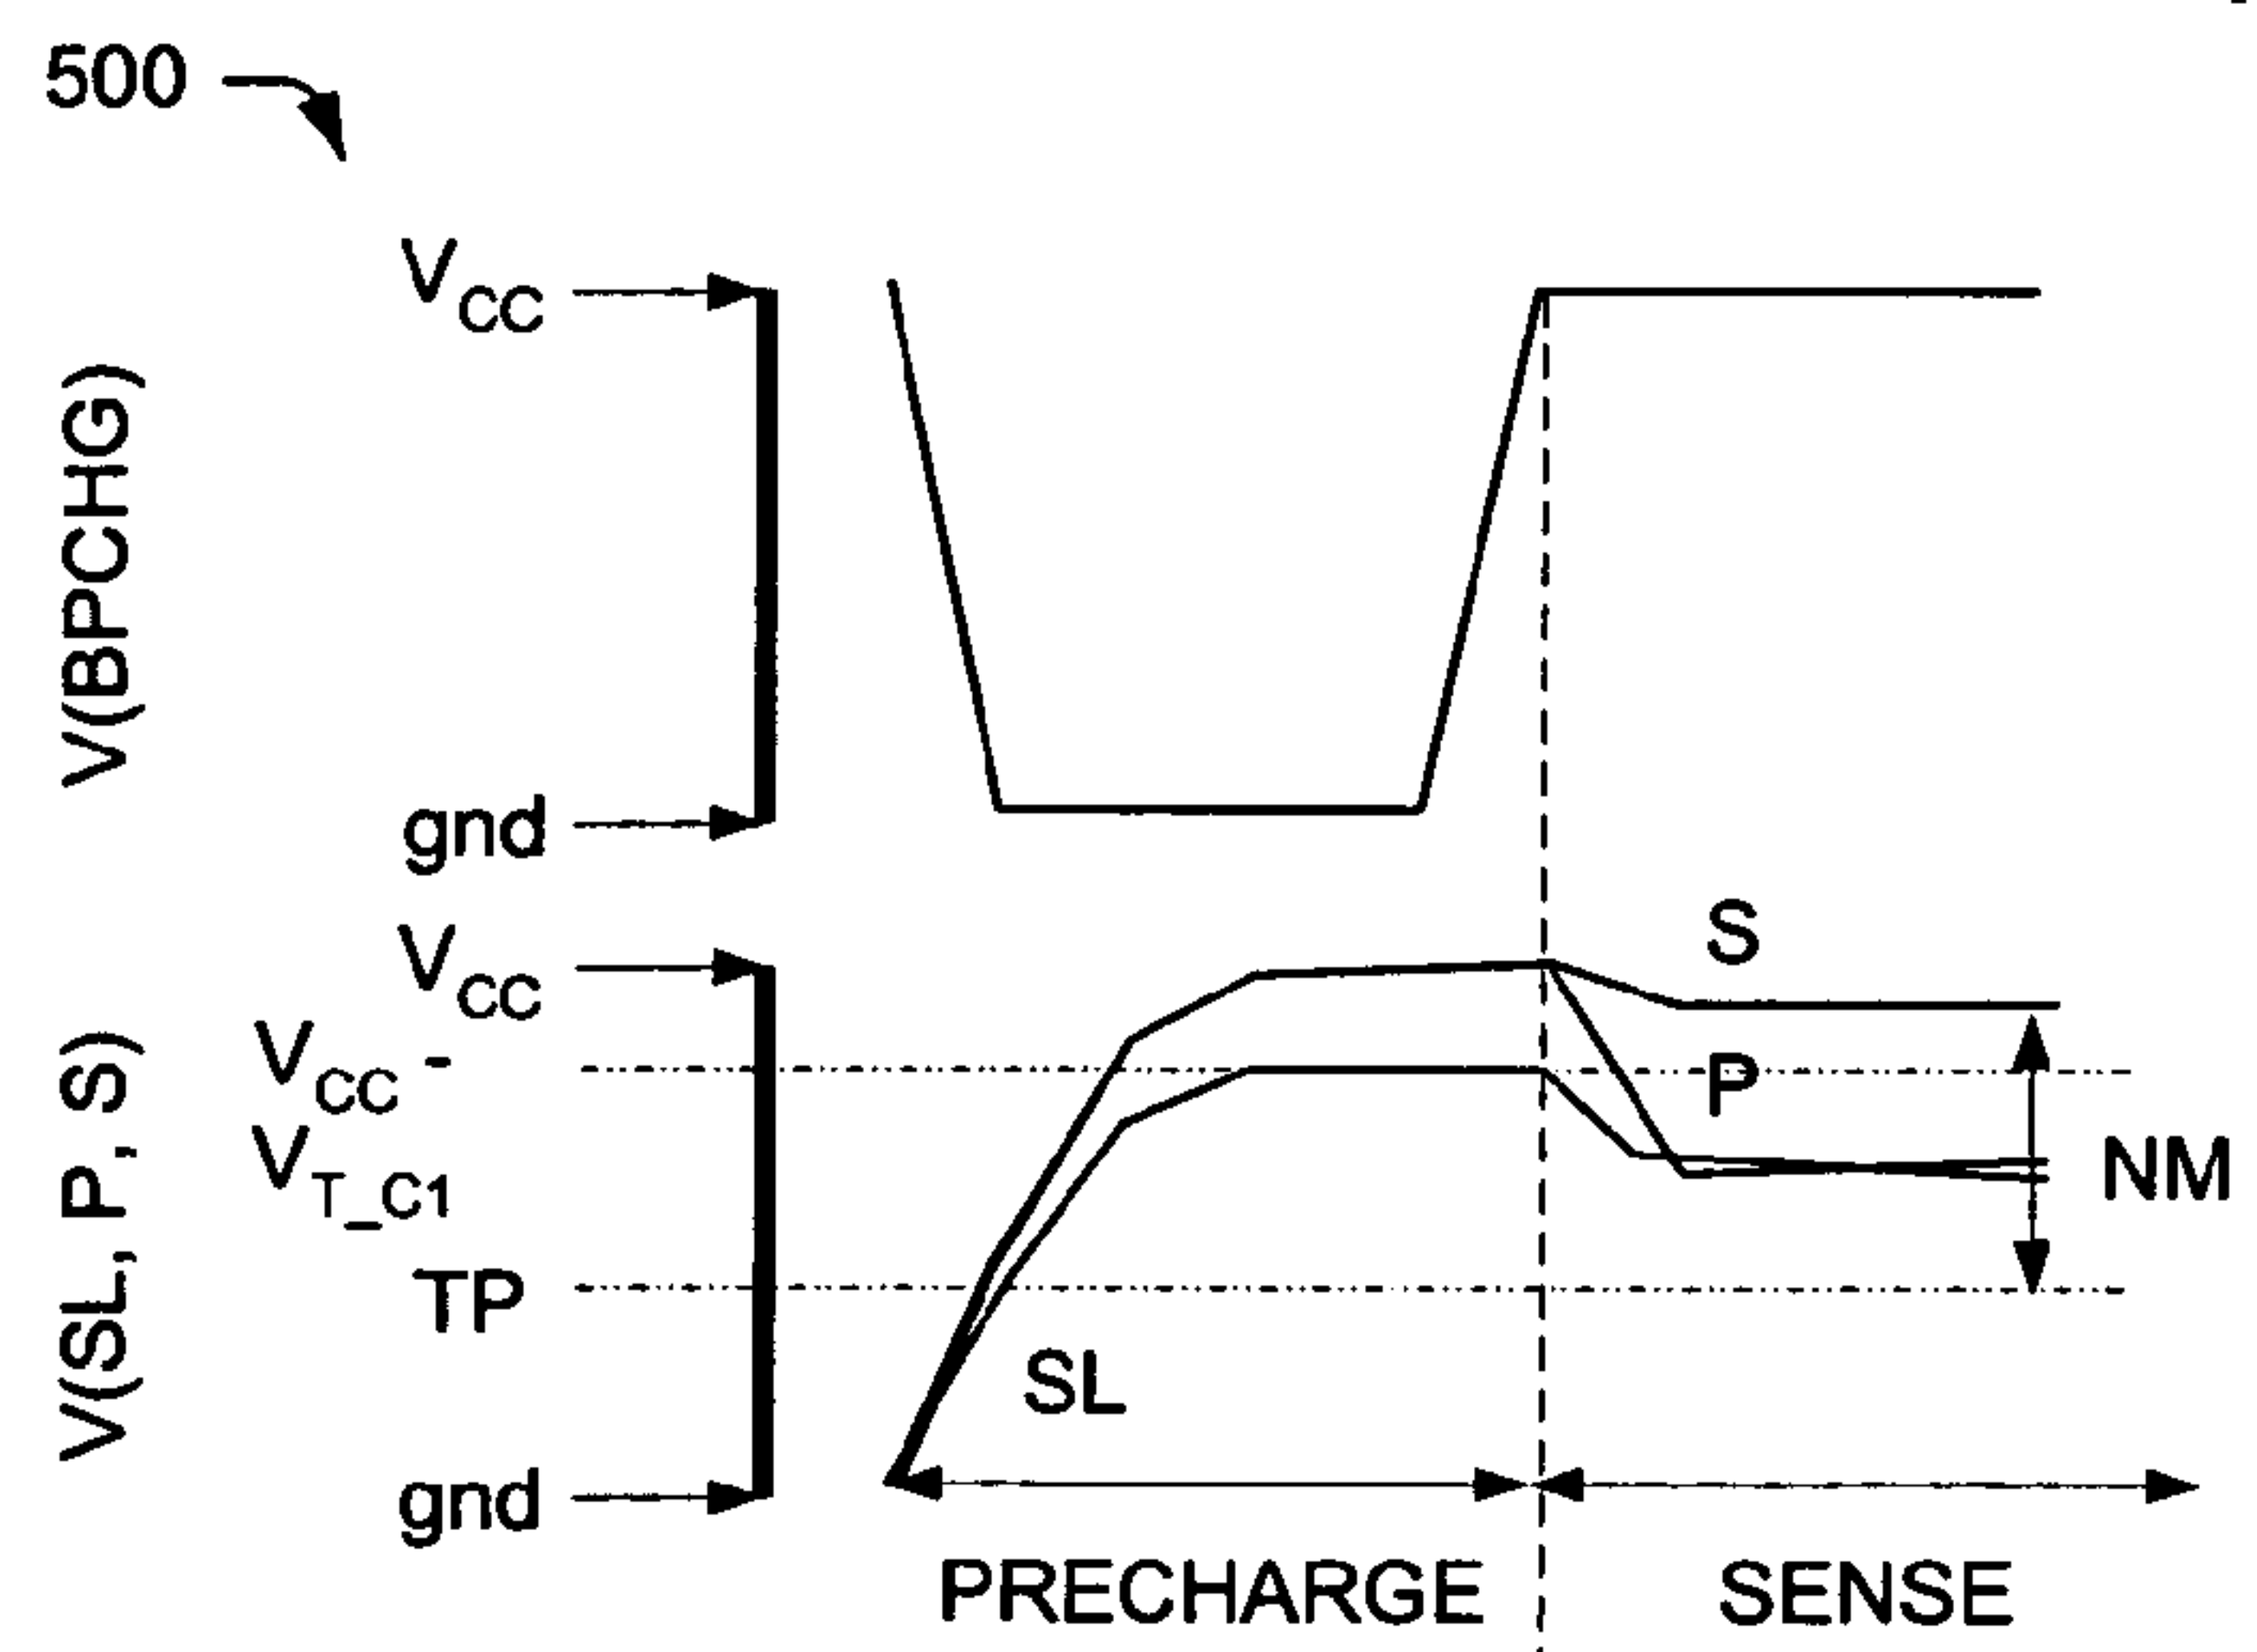 500
V(BPCHG)
VCC
gnd
V(SL, P, S)
VCC
VCC -
VT_C1
TP
gnd
S
P
NM
SL
PRECHARGE
SENSE